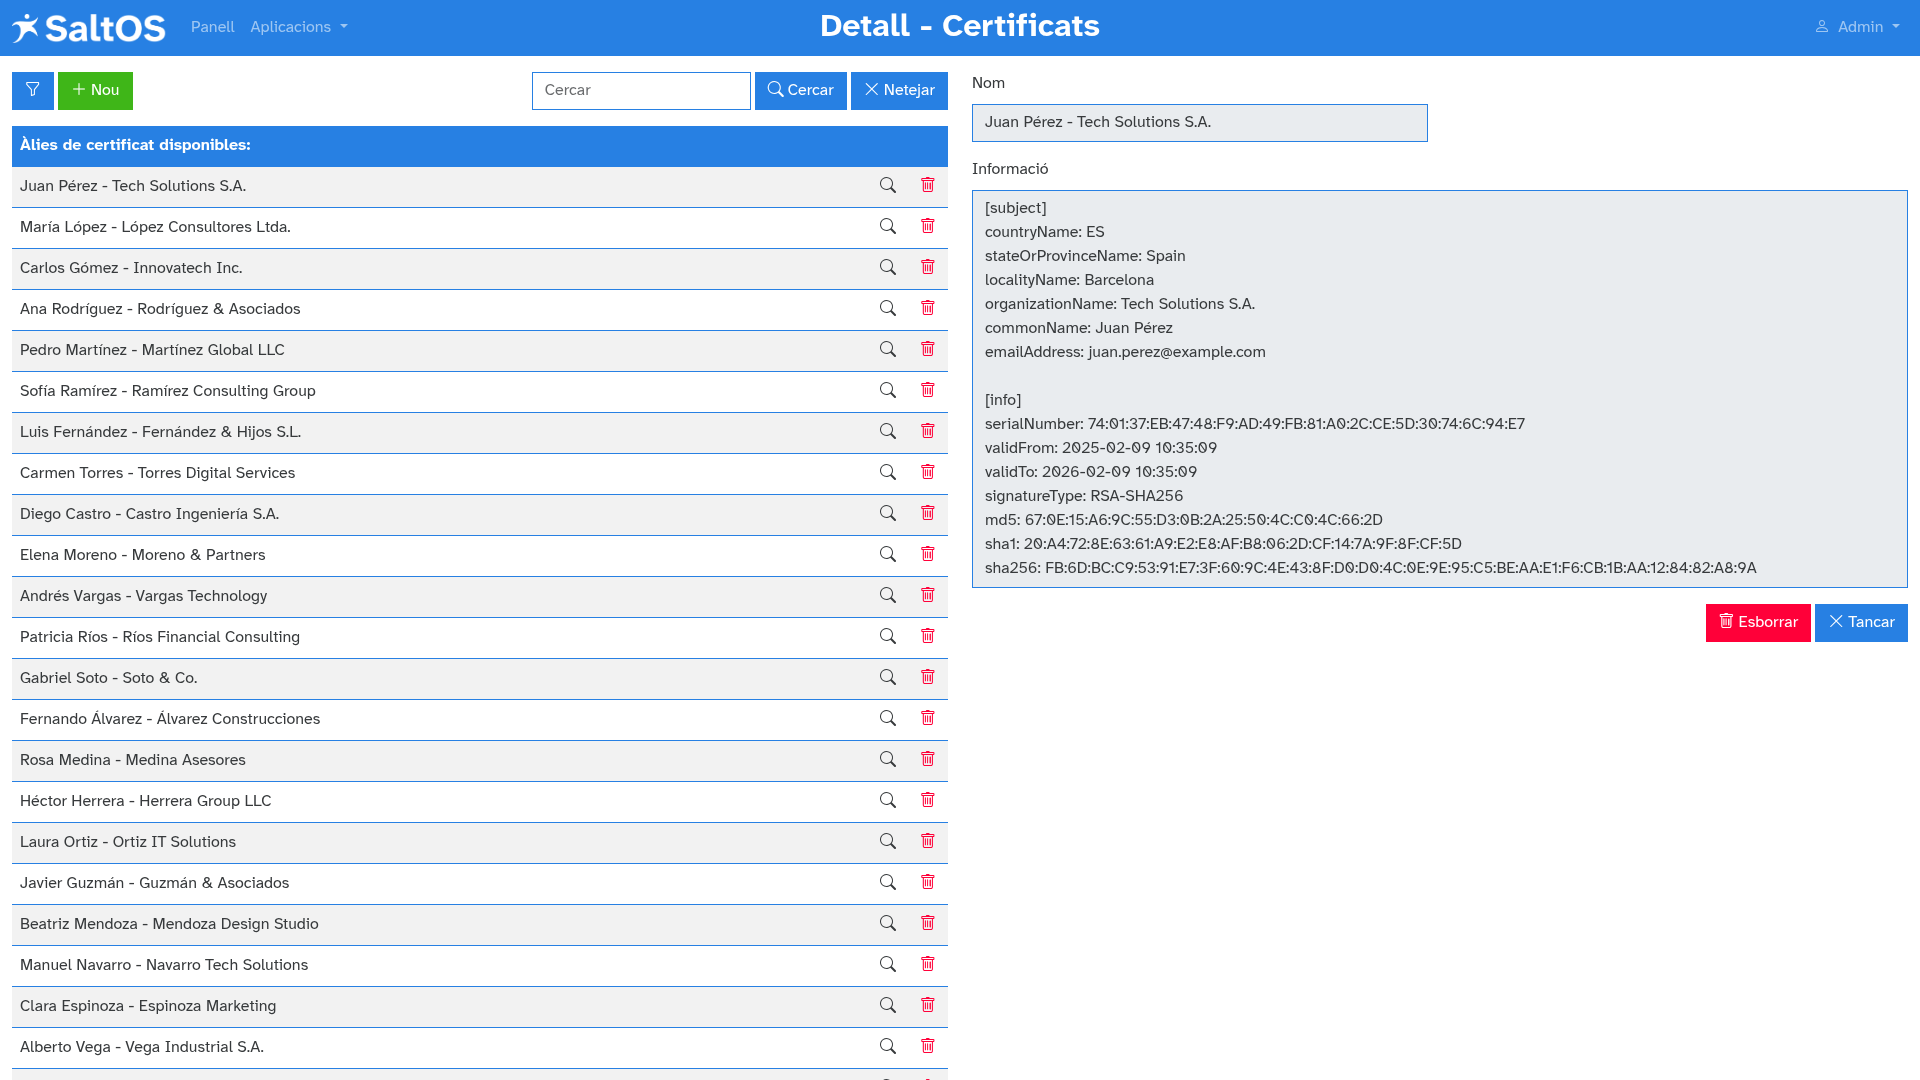 SaltOS
Panell
Aplicacions
Detall - Certificats
Admin
Nou
Cercar
Cercar
Netejar
Àlies de certificat disponibles:
Juan Pérez - Tech Solutions S.A.
María López - López Consultores Ltda.
Carlos Gómez - Innovatech Inc.
Ana Rodríguez - Rodríguez & Asociados
Pedro Martínez - Martínez Global LLC
Sofía Ramírez - Ramírez Consulting Group
Luis Fernández - Fernández & Hijos S.L.
Carmen Torres - Torres Digital Services
Diego Castro - Castro Ingeniería S.A.
Elena Moreno - Moreno & Partners
Andrés Vargas - Vargas Technology
Patricia Ríos - Ríos Financial Consulting
Gabriel Soto - Soto & Co.
Fernando Álvarez - Álvarez Construcciones
Rosa Medina - Medina Asesores
Héctor Herrera - Herrera Group LLC
Laura Ortiz - Ortiz IT Solutions
Javier Guzmán - Guzmán & Asociados
Beatriz Mendoza - Mendoza Design Studio
Manuel Navarro - Navarro Tech Solutions
Clara Espinoza - Espinoza Marketing
Alberto Vega - Vega Industrial S.A.
Nom
Juan Pérez - Tech Solutions S.A.
Informació
[subject]
countryName: ES
stateOrProvinceName: Spain
localityName: Barcelona
organizationName: Tech Solutions S.A.
commonName: Juan Pérez
emailAddress: juan.perez@example.com
[info]
serialNumber: 74:01:37:EB:47:48:F9:AD:49:FB:81:A0:2C:CE:5D:30:74:6C:94:E7
validFrom: 2025-02-09 10:35:09
validTo: 2026-02-09 10:35:09
signatureType: RSA-SHA256
md5: 67:0E:15:A6:9C:55:D3:0B:2A:25:50:4C:C0:4C:66:2D
sha1: 20:A4:72:8E:63:61:A9:E2:E8:AF:B8:06:2D:CF:14:7A:9F:8F:CF:5D
sha256: FB:6D:BC:C9:53:91:E7:3F:60:9C:4E:43:8F:D0:D0:4C:0E:9E:95:C5:BE:AA:E1:F6:CB:1B:AA:12:84:82:A8:9A
Esborrar
Tancar